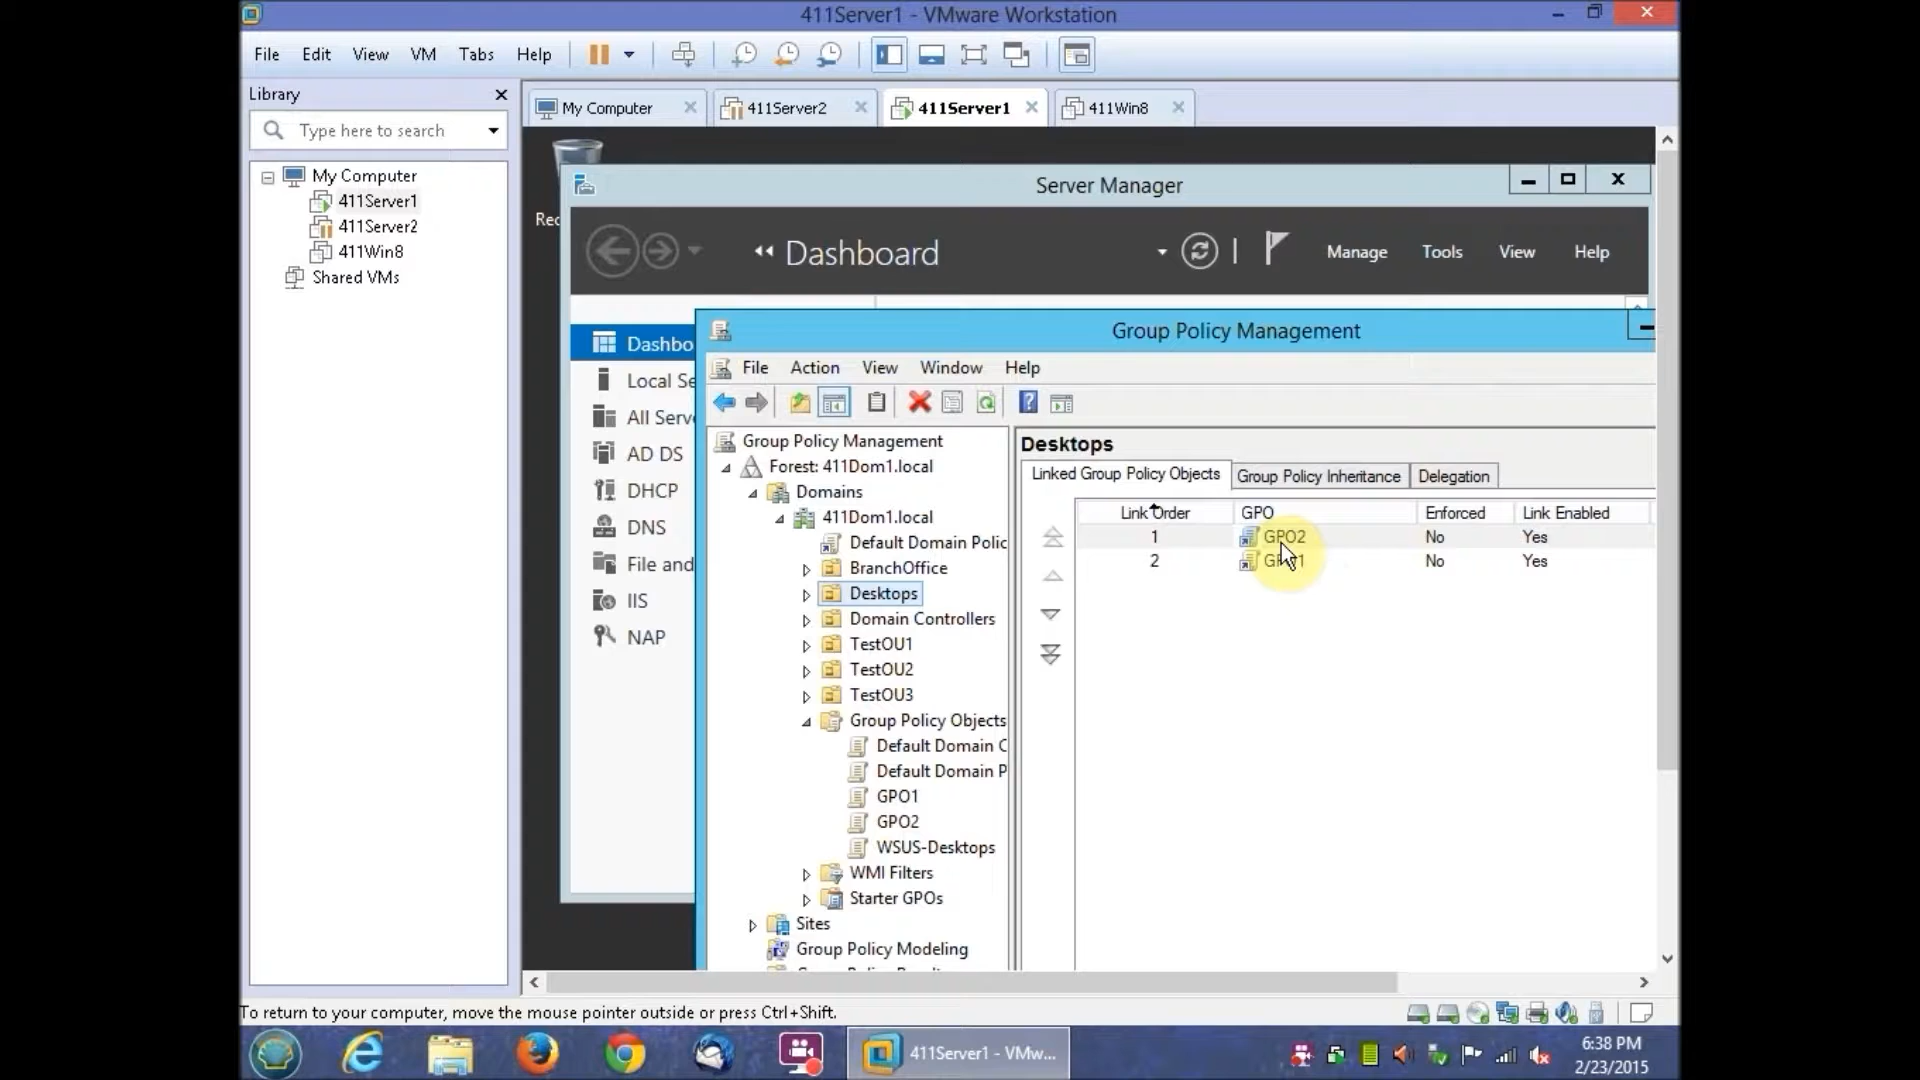 411Server1 - VMware Workstation
File Edit View VM Tabs Help
Library
Type here to search
My Computer
411Server1
411Server2
411Win8
Shared VMs
My Computer 411Server2 411Server1 411Win8
Server Manager
Dashboard
Manage Tools View Help
Dashbo
Local Se
All Serve
AD DS
DHCP
DNS
File and
IIS
NAP
Group Policy Management
File Action View Window Help
Group Policy Management
Forest: 411Dom1.local
Domains
411Dom1.local
Default Domain Polic
BranchOffice
Desktops
Domain Controllers
TestOU1
TestOU2
TestOU3
Group Policy Objects
Default Domain C
Default Domain P
GPO1
GPO2
WSUS-Desktops
WMI Filters
Starter GPOs
Sites
Group Policy Modeling
Desktops
Linked Group Policy Objects Group Policy Inheritance Delegation
Link Order GPO Enforced Link Enabled
1 GPO2 No Yes
2 GPO1 No Yes
To return to your computer, move the mouse pointer outside or press Ctrl+Shift.
411Server1 - VMw...
6:38 PM
2/23/2015